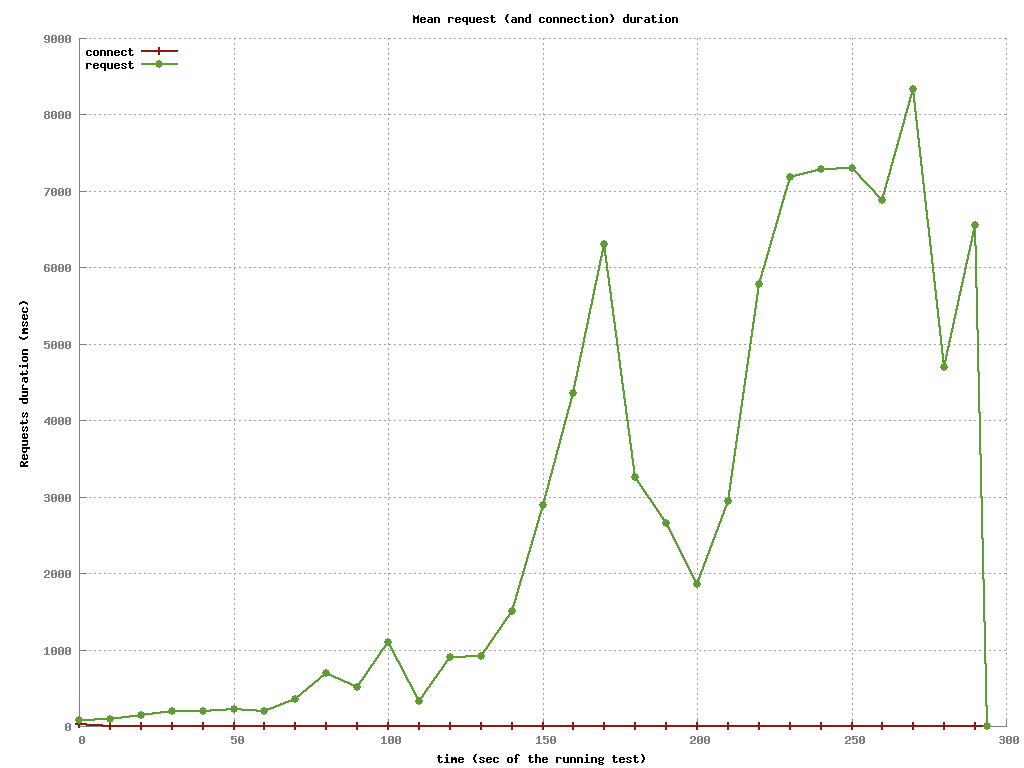 Mean request (and connection) duration
9000
8000
7000
6000
5000
4000
3000
2000
1000
0
connect
request
Requests duration (msec)
0 50 100 150 200 250 300
time (sec of the running test)